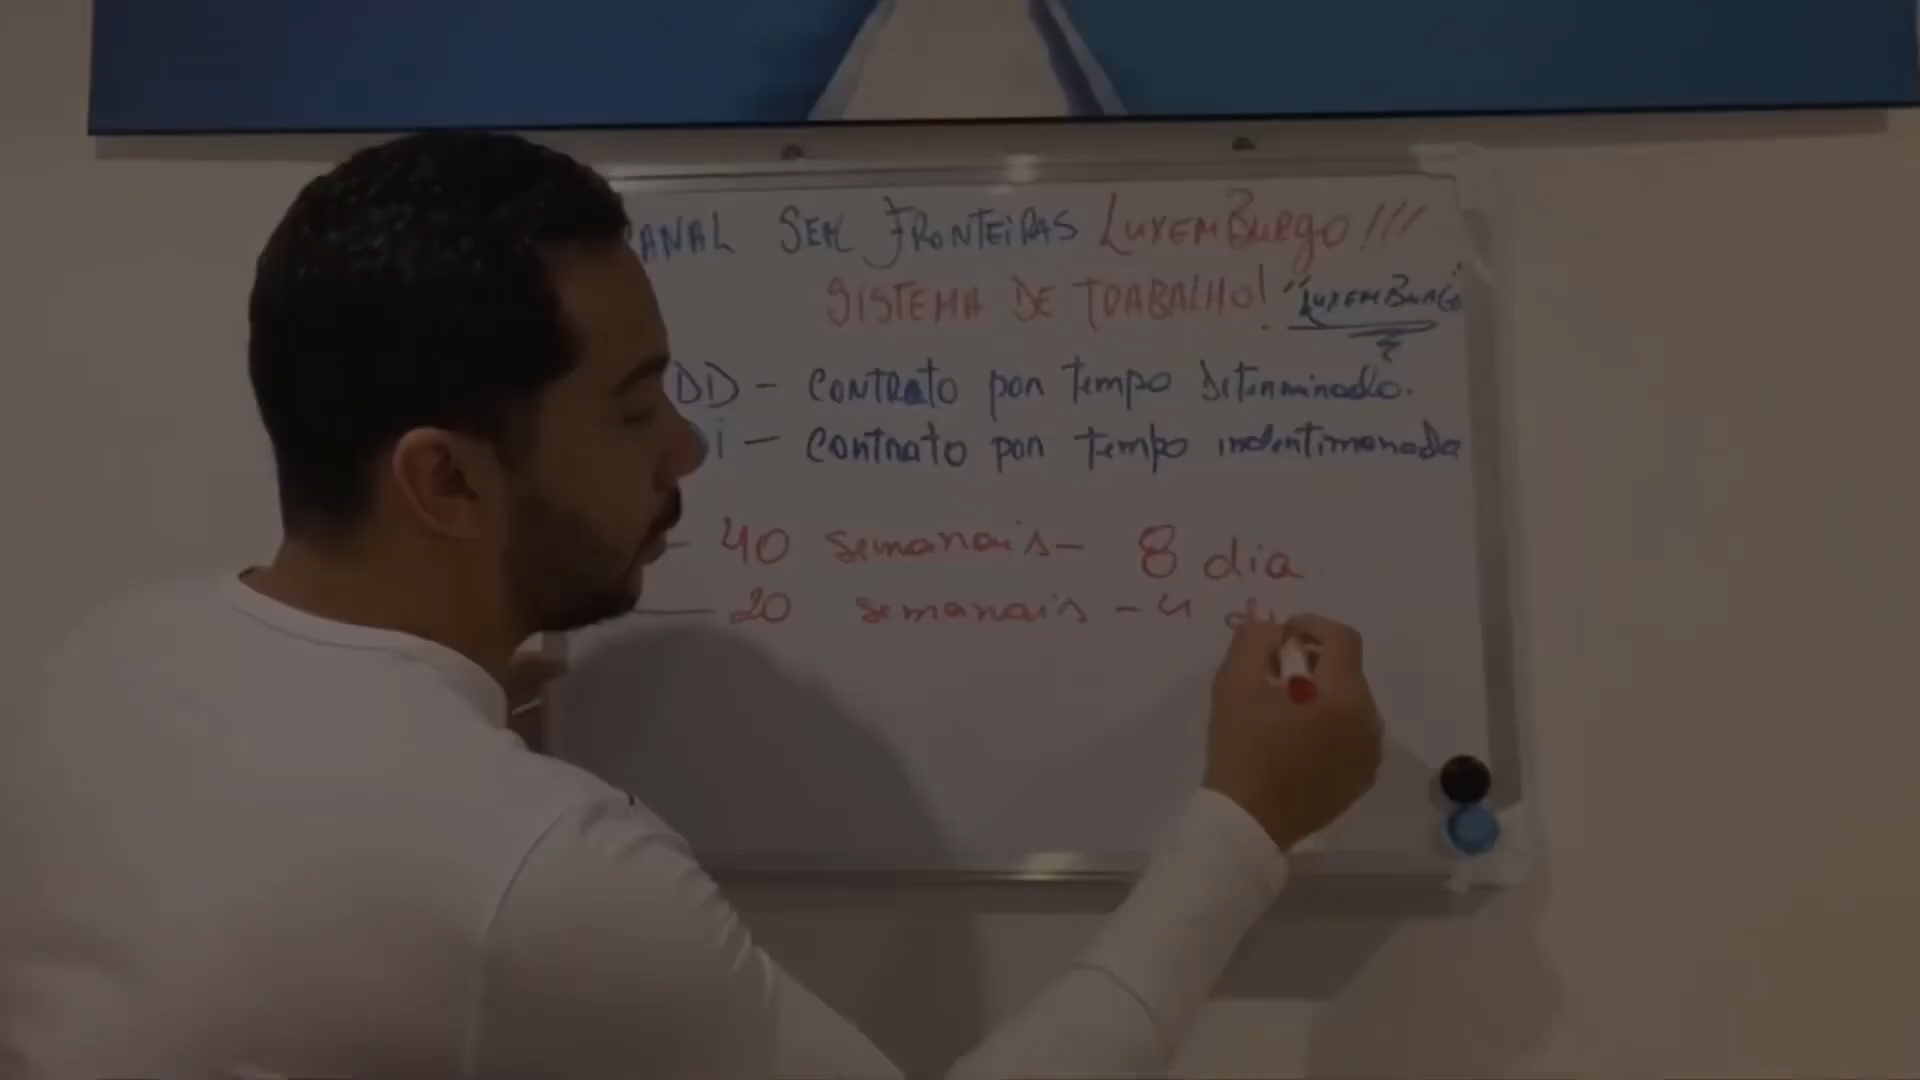 ANAL SEM FRONTEIRAS LUXEMBURGO!!!
SISTEMA DE TRABALHO! "LUXEMBURGO"
DD - CONTRATO por tempo Determinado.
i - Contrato por tempo indentimonada
- 40 semanais - 8 dia
20 semanais - 4 di